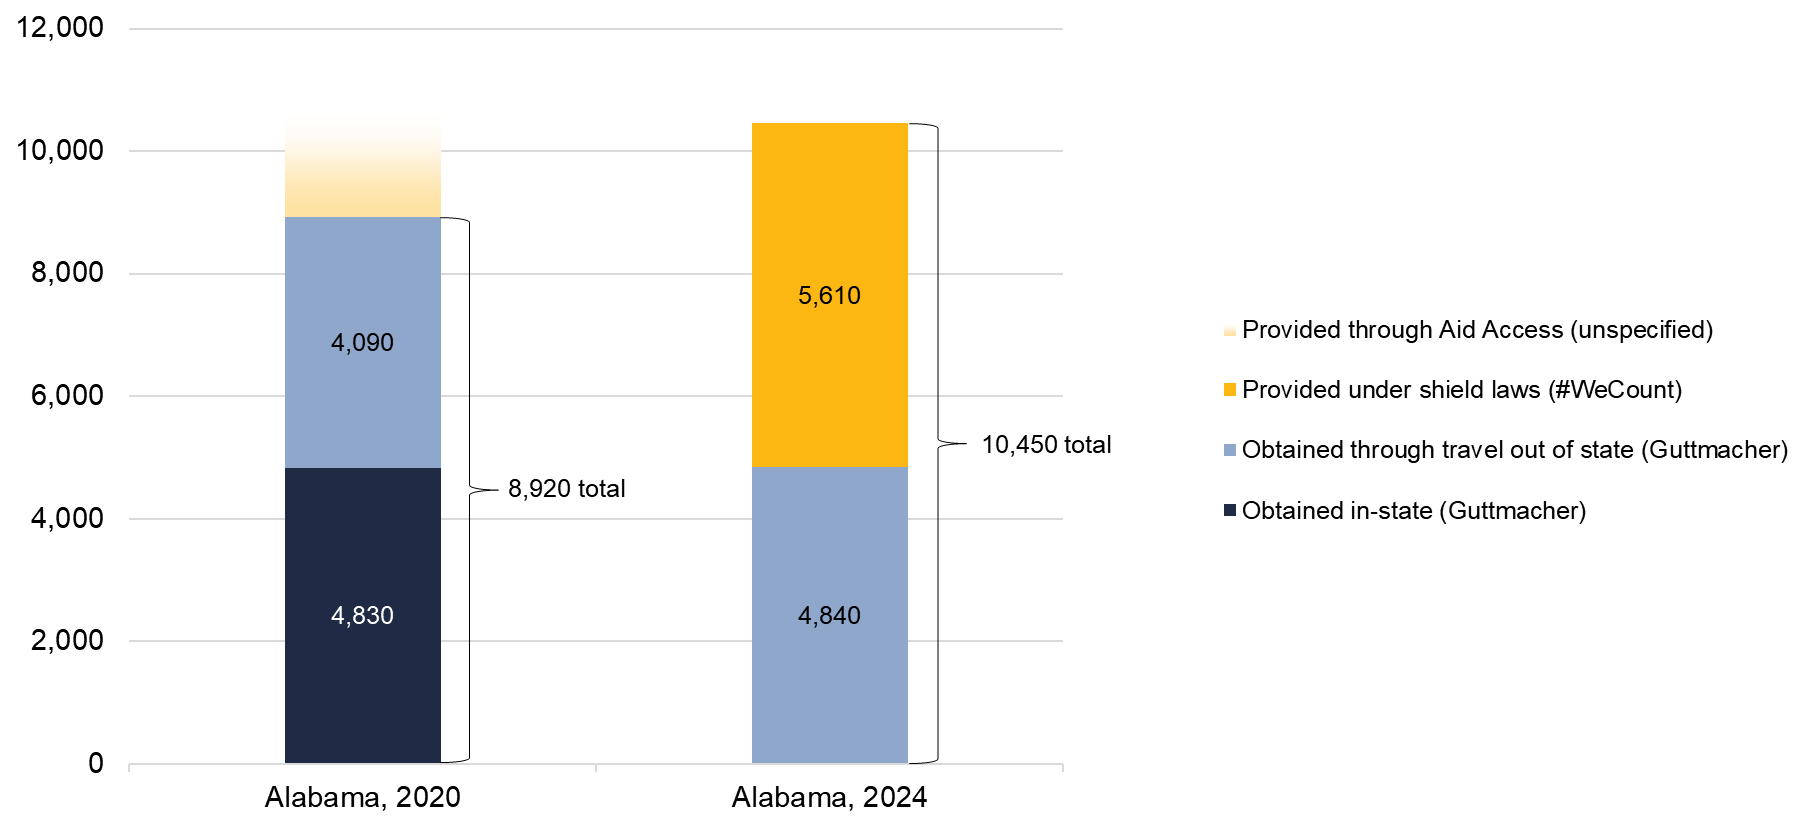 12,000
10,000
8,000
6,000
4,000
2,000
0
4,090
4,830
8,920 total
5,610
4,840
10,450 total
Alabama, 2020
Alabama, 2024
Provided through Aid Access (unspecified)
Provided under shield laws (#WeCount)
Obtained through travel out of state (Guttmacher)
Obtained in-state (Guttmacher)